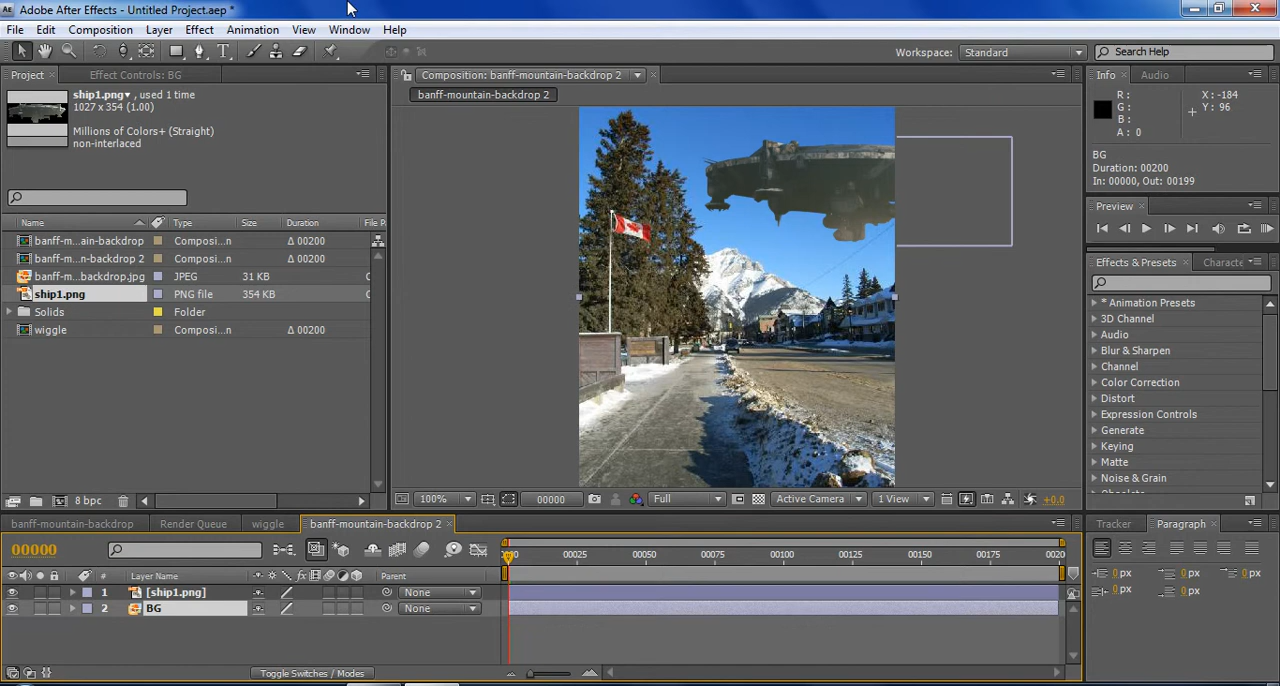 Adobe After Effects - Untitled Project.aep *
File Edit Composition Layer Effect Animation View Window Help
Workspace: Standard Search Help
Project Effect Controls: BG
Composition: banff-mountain-backdrop 2
Info Audio
ship1.png▾, used 1 time
1027 x 354 (1.00)
Millions of Colors+ (Straight)
non-interlaced
banff-mountain-backdrop 2
R :
G :
B :
A : 0
X : -184
Y : 96
BG
Duration: 00200
In: 00000, Out: 00199
Preview
Name Type Size Duration File P
banff-m...ain-backdrop Composi...n Δ 00200
banff-m...n-backdrop 2 Composi...n Δ 00200
banff-m...backdrop.jpg JPEG 31 KB
ship1.png PNG file 354 KB
Solids Folder
wiggle Composi...n Δ 00200
8 bpc
Effects & Presets Characte
* Animation Presets
3D Channel
Audio
Blur & Sharpen
Channel
Color Correction
Distort
Expression Controls
Generate
Keying
Matte
Noise & Grain
Obsolete
100% 00000 Full Active Camera 1 View +0.0
banff-mountain-backdrop Render Queue wiggle banff-mountain-backdrop 2
Tracker Paragraph
00000
00025 00050 00075 00100 00125 00150 00175 0020
# Layer Name Parent
1 [ship1.png] None
2 BG None
0 px 0 px 0 px
0 px 0 px
Toggle Switches / Modes